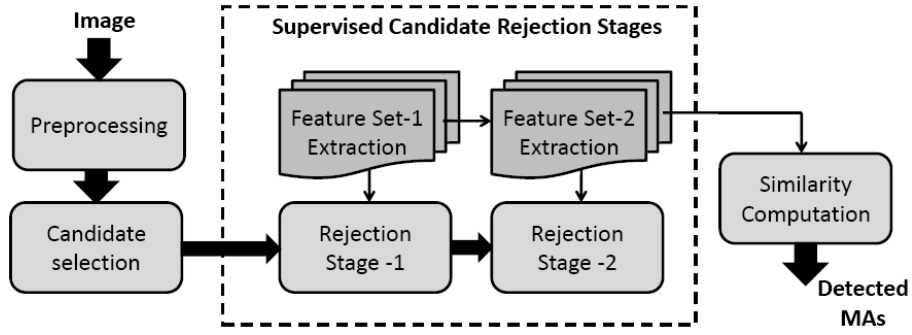 Image
Supervised Candidate Rejection Stages
Preprocessing
Feature Set-1
Extraction
Feature Set-2
Extraction
Similarity
Computation
Candidate
selection
Rejection
Stage -1
Rejection
Stage -2
Detected
MAs